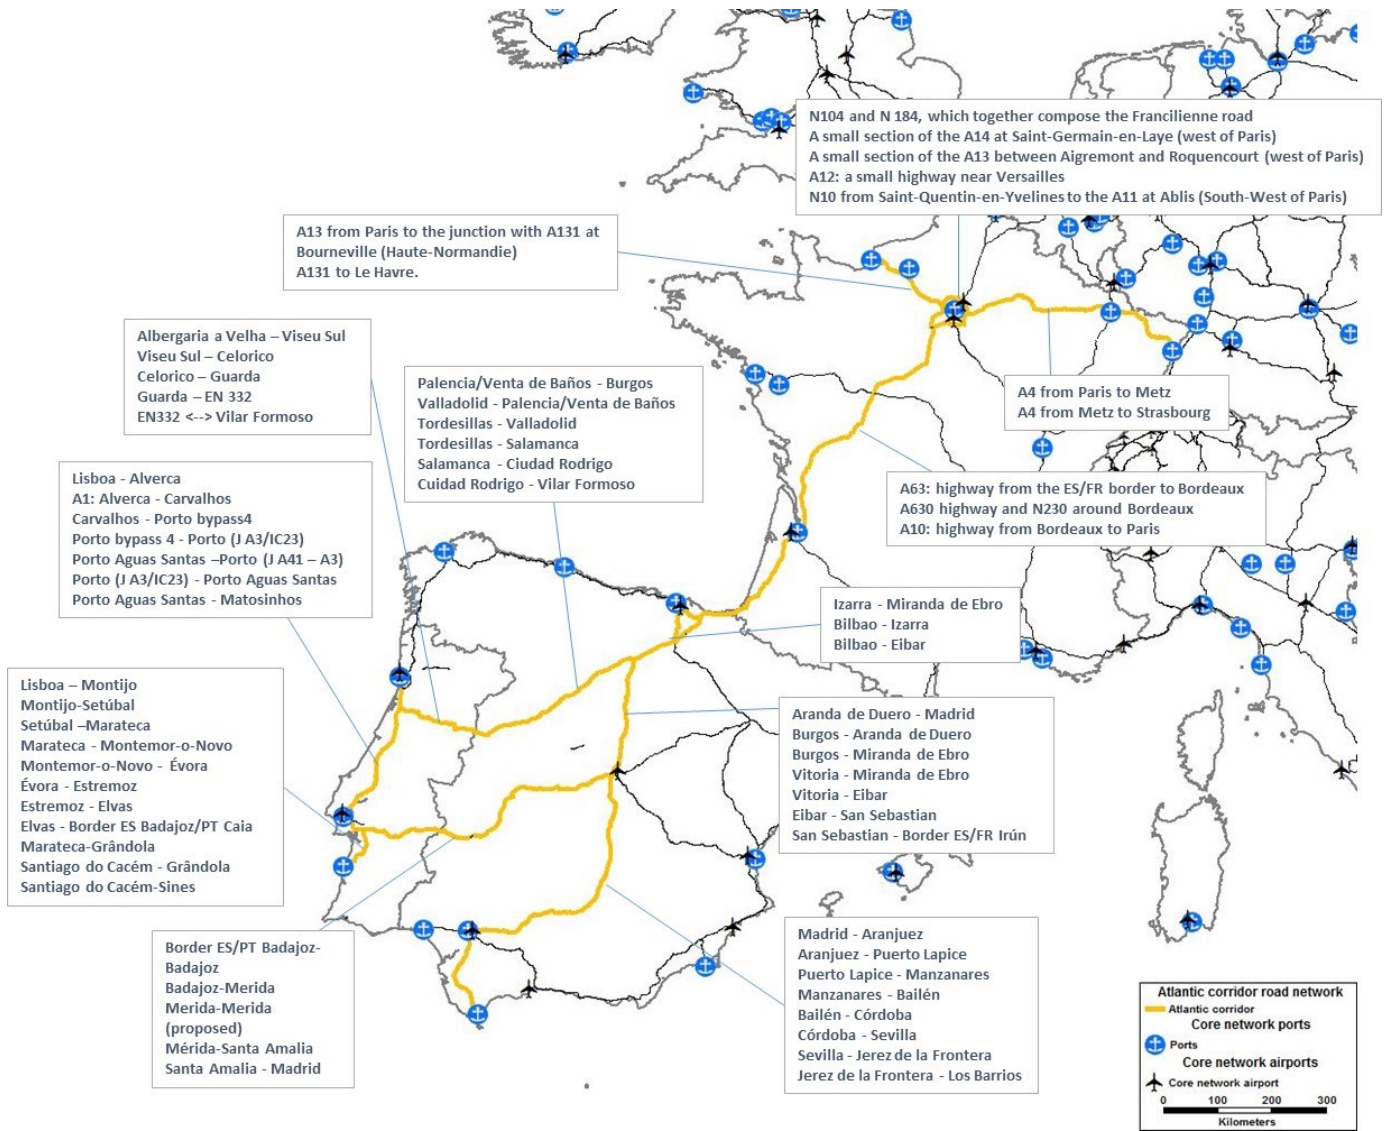 N104 and N 184, which together compose the Francilienne road
A small section of the A14 at Saint-Germain-en-Laye (west of Paris)
A small section of the A13 between Aigremont and Roquencourt (west of Paris)
A12: a small highway near Versailles
N10 from Saint-Quentin-en-Yvelines to the A11 at Ablis (South-West of Paris)
A13 from Paris to the junction with A131 at
Bourneville (Haute-Normandie)
A131 to Le Havre.
Albergaria a Velha – Viseu Sul
Viseu Sul – Celorico
Celorico – Guarda
Guarda – EN 332
EN332 <--> Vilar Formoso
Palencia/Venta de Baños - Burgos
Valladolid - Palencia/Venta de Baños
Tordesillas - Valladolid
Tordesillas - Salamanca
Salamanca - Ciudad Rodrigo
Cuidad Rodrigo - Vilar Formoso
A4 from Paris to Metz
A4 from Metz to Strasbourg
Lisboa - Alverca
A1: Alverca - Carvalhos
Carvalhos - Porto bypass4
Porto bypass 4 - Porto (J A3/IC23)
Porto Aguas Santas –Porto (J A41 – A3)
Porto (J A3/IC23) - Porto Aguas Santas
Porto Aguas Santas - Matosinhos
A63: highway from the ES/FR border to Bordeaux
A630 highway and N230 around Bordeaux
A10: highway from Bordeaux to Paris
Izarra - Miranda de Ebro
Bilbao - Izarra
Bilbao - Eibar
Lisboa – Montijo
Montijo-Setúbal
Setúbal –Marateca
Marateca - Montemor-o-Novo
Montemor-o-Novo - Évora
Évora - Estremoz
Estremoz - Elvas
Elvas - Border ES Badajoz/PT Caia
Marateca-Grândola
Santiago do Cacém - Grândola
Santiago do Cacém-Sines
Aranda de Duero - Madrid
Burgos - Aranda de Duero
Burgos - Miranda de Ebro
Vitoria - Miranda de Ebro
Vitoria - Eibar
Eibar - San Sebastian
San Sebastian - Border ES/FR Irún
Border ES/PT Badajoz-
Badajoz
Badajoz-Merida
Merida-Merida
(proposed)
Mérida-Santa Amalia
Santa Amalia - Madrid
Madrid - Aranjuez
Aranjuez - Puerto Lapice
Puerto Lapice - Manzanares
Manzanares - Bailén
Bailén - Córdoba
Córdoba - Sevilla
Sevilla - Jerez de la Frontera
Jerez de la Frontera - Los Barrios
Atlantic corridor road network
Atlantic corridor
Core network ports
Ports
Core network airports
Core network airport
0 100 200 300
Kilometers